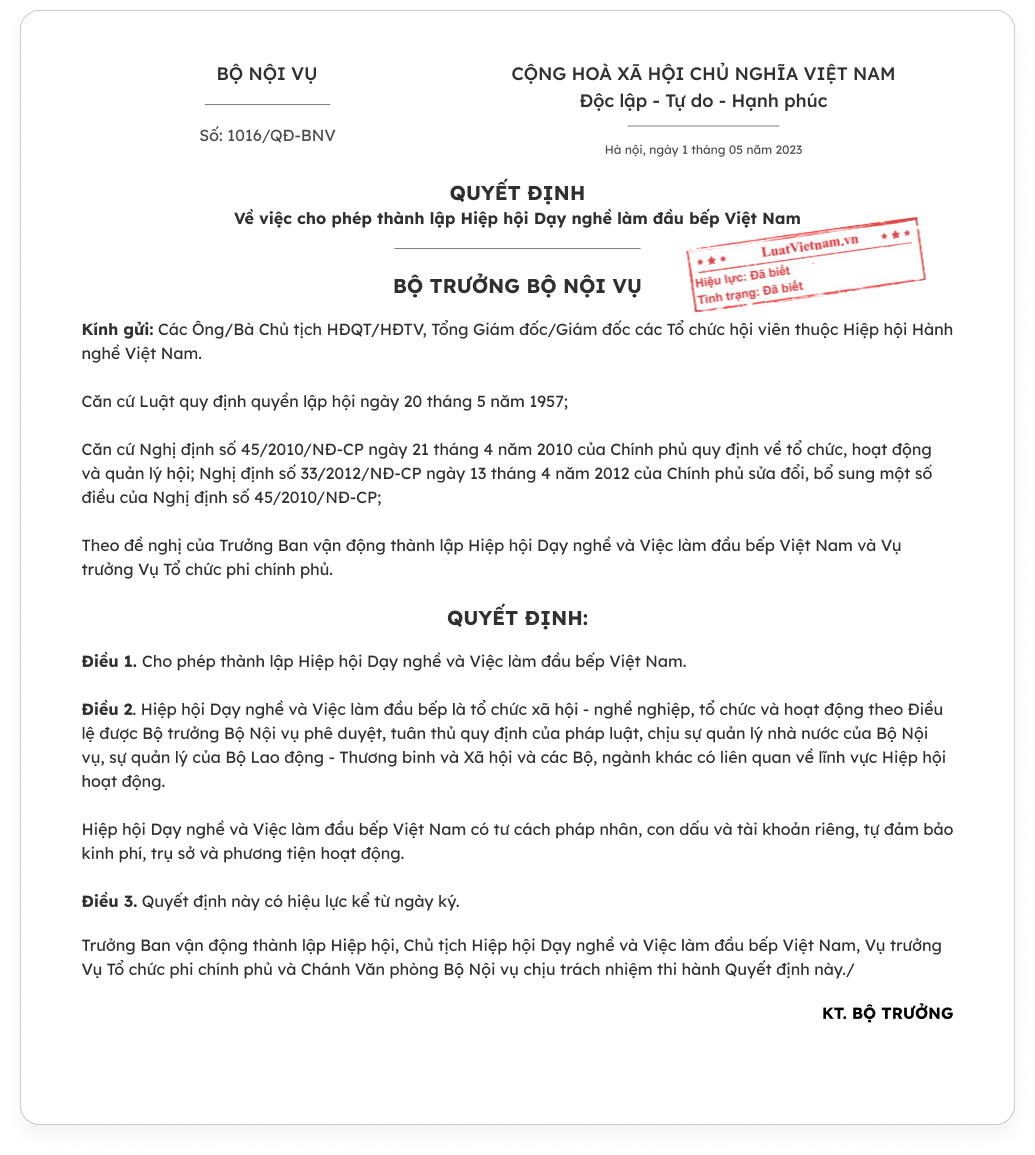 BỘ NỘI VỤ
Số: 1016/QĐ-BNV
CỘNG HOÀ XÃ HỘI CHỦ NGHĨA VIỆT NAM
Độc lập - Tự do - Hạnh phúc
Hà nội, ngày 1 tháng 05 năm 2023
QUYẾT ĐỊNH
Về việc cho phép thành lập Hiệp hội Dạy nghề làm đầu bếp Việt Nam
LuatVietnam.vn
Hiệu lực: Đã biết
Tình trạng: Đã biết
BỘ TRƯỞNG BỘ NỘI VỤ
Kính gửi: Các Ông/Bà Chủ tịch HĐQT/HĐTV, Tổng Giám đốc/Giám đốc các Tổ chức hội viên thuộc Hiệp hội Hành
nghề Việt Nam.
Căn cứ Luật quy định quyền lập hội ngày 20 tháng 5 năm 1957;
Căn cứ Nghị định số 45/2010/NĐ-CP ngày 21 tháng 4 năm 2010 của Chính phủ quy định về tổ chức, hoạt động
và quản lý hội; Nghị định số 33/2012/NĐ-CP ngày 13 tháng 4 năm 2012 của Chính phủ sửa đổi, bổ sung một số
điều của Nghị định số 45/2010/NĐ-CP;
Theo đề nghị của Trưởng Ban vận động thành lập Hiệp hội Dạy nghề và Việc làm đầu bếp Việt Nam và Vụ
trưởng Vụ Tổ chức phi chính phủ.
QUYẾT ĐỊNH:
Điều 1. Cho phép thành lập Hiệp hội Dạy nghề và Việc làm đầu bếp Việt Nam.
Điều 2. Hiệp hội Dạy nghề và Việc làm đầu bếp là tổ chức xã hội - nghề nghiệp, tổ chức và hoạt động theo Điều
lệ được Bộ trưởng Bộ Nội vụ phê duyệt, tuân thủ quy định của pháp luật, chịu sự quản lý nhà nước của Bộ Nội
vụ, sự quản lý của Bộ Lao động - Thương binh và Xã hội và các Bộ, ngành khác có liên quan về lĩnh vực Hiệp hội
hoạt động.
Hiệp hội Dạy nghề và Việc làm đầu bếp Việt Nam có tư cách pháp nhân, con dấu và tài khoản riêng, tự đảm bảo
kinh phí, trụ sở và phương tiện hoạt động.
Điều 3. Quyết định này có hiệu lực kể từ ngày ký.
Trưởng Ban vận động thành lập Hiệp hội, Chủ tịch Hiệp hội Dạy nghề và Việc làm đầu bếp Việt Nam, Vụ trưởng
Vụ Tổ chức phi chính phủ và Chánh Văn phòng Bộ Nội vụ chịu trách nhiệm thi hành Quyết định này./
KT. BỘ TRƯỞNG